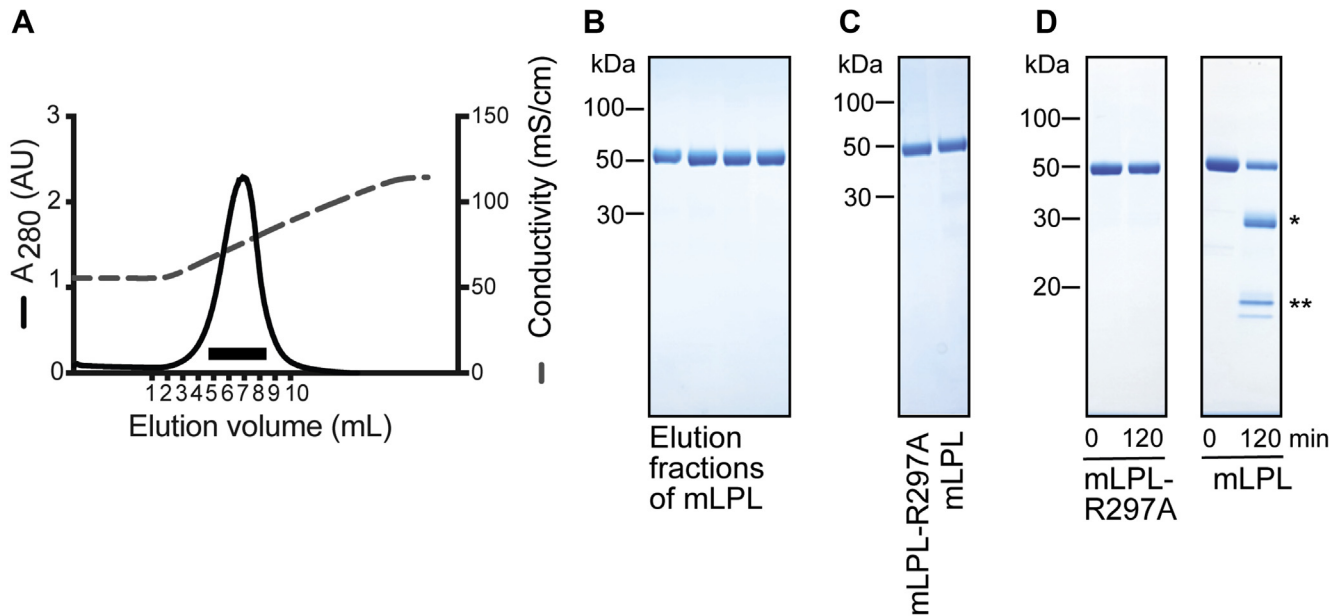 A
A280 (AU)
3
2
1
0
150
100
50
0
Conductivity (mS/cm)
1 2 3 4 5 6 7 8 9 10
Elution volume (mL)
B
kDa
100
50
30
Elution
fractions
of mLPL
C
kDa
100
50
30
mLPL-R297A
mLPL
D
kDa
100
50
30
20
*
**
0 120 0 120 min
mLPL-
R297A
mLPL